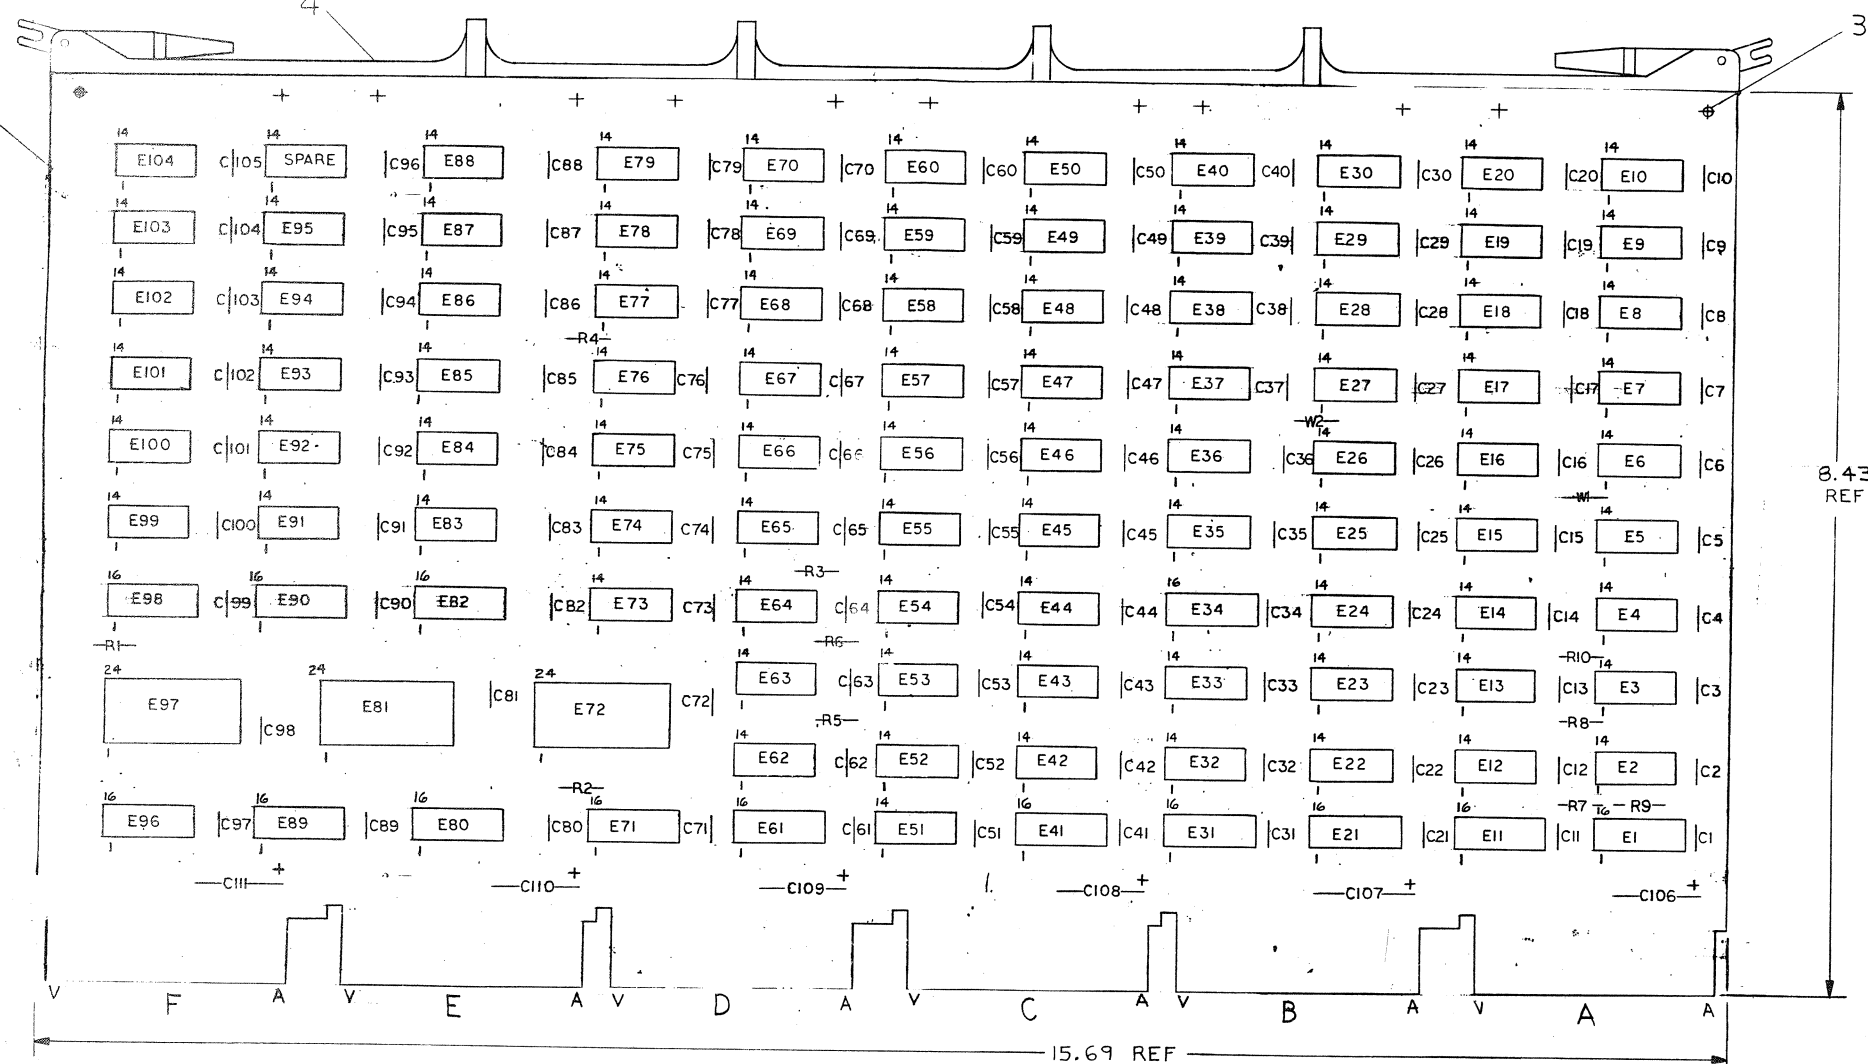 4
3
14 14 14 14 14 14 14 14 14 14 14
E104 C105 SPARE C96 E88 C88 E79 C79 E70 C70 E60 C60 E50 C50 E40 C40 E30 C30 E20 C20 E10 C10
14 14 14 14 14 14 14 14 14 14 14
E103 C104 E95 C95 E87 C87 E78 C78 E69 C69 E59 C59 E49 C49 E39 C39 E29 C29 E19 C19 E9 C9
14 14 14 14 14 14 14 14 14 14 14
E102 C103 E94 C94 E86 C86 E77 C77 E68 C68 E58 C58 E48 C48 E38 C38 E28 C28 E18 C18 E8 C8
R4
14 14 14 14 14 14 14 14 14 14 14
E101 C102 E93 C93 E85 C85 E76 C76 E67 C67 E57 C57 E47 C47 E37 C37 E27 C27 E17 C17 E7 C7
W2
14 14 14 14 14 14 14 14 14 14 14
E100 C101 E92 C92 E84 C84 E75 C75 E66 C66 E56 C56 E46 C46 E36 C36 E26 C26 E16 C16 E6 C6
8.43
REF
W1
14 14 14 14 14 14 14 14 14 14 14
E99 C100 E91 C91 E83 C83 E74 C74 E65 C65 E55 C55 E45 C45 E35 C35 E25 C25 E15 C15 E5 C5
R3
16 16 16 14 14 14 14 16 14 14 14
E98 C99 E90 C90 E82 C82 E73 C73 E64 C64 E54 C54 E44 C44 E34 C34 E24 C24 E14 C14 E4 C4
R1 R6 R10
24 24 24 14 14 14 14 14 14 14
E97 C98 E81 C81 E72 C72 E63 C63 E53 C53 E43 C43 E33 C33 E23 C23 E13 C13 E3 C3
R5 R8
14 14 14 14 14 14 14
E62 C62 E52 C52 E42 C42 E32 C32 E22 C22 E12 C12 E2 C2
R2 R7 R9
16 16 16 16 16 14 16 16 16 16 16
E96 C97 E89 C89 E80 C80 E71 C71 E61 C61 E51 C51 E41 C41 E31 C31 E21 C21 E11 C11 E1 C1
C111 C110 C109 C108 C107 C106
V F A V E A V D A V C A V B A V A A
15.69 REF